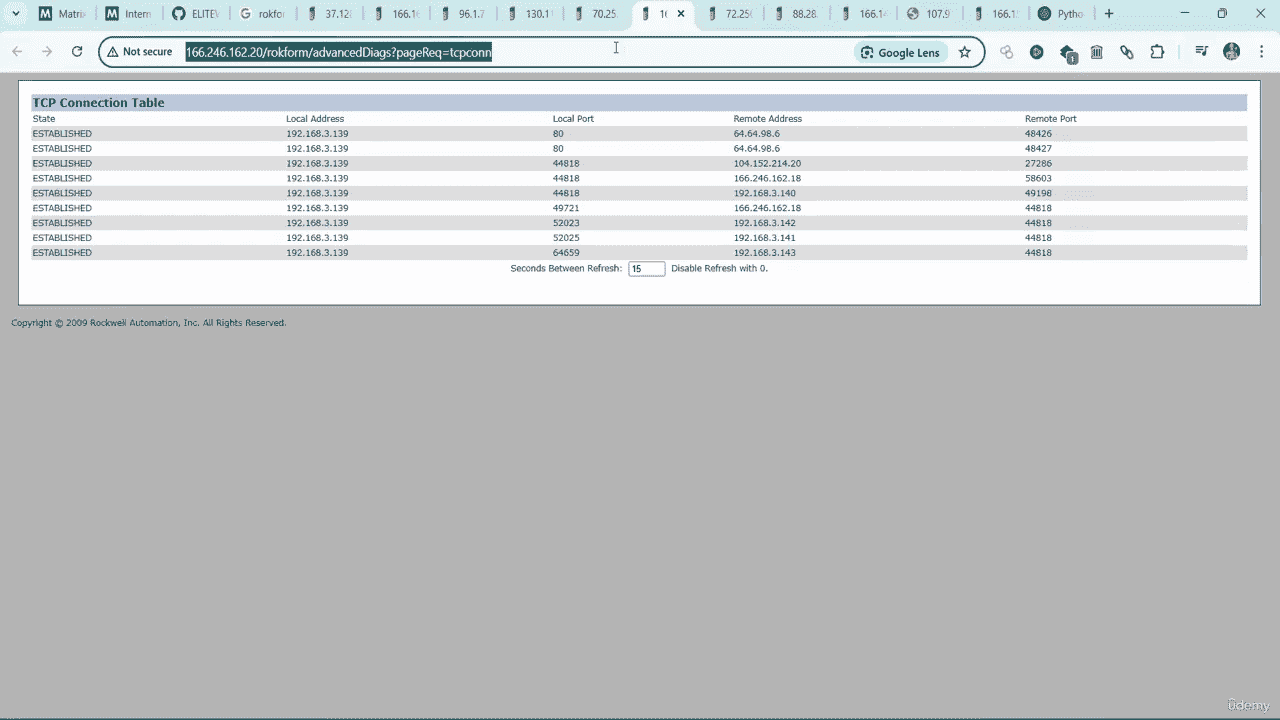 Matrix
Intern
ELITE
rokfor
37.120
166.16
96.1.7
130.11
70.25.
16
72.25
88.28.
166.14
107.9
166.1
Pytho
Not secure
166.246.162.20/rokform/advancedDiags?pageReq=tcpconn
Google Lens
TCP Connection Table
State Local Address Local Port Remote Address Remote Port
ESTABLISHED 192.168.3.139 80 64.64.98.6 48426
ESTABLISHED 192.168.3.139 80 64.64.98.6 48427
ESTABLISHED 192.168.3.139 44818 104.152.214.20 27286
ESTABLISHED 192.168.3.139 44818 166.246.162.18 58603
ESTABLISHED 192.168.3.139 44818 192.168.3.140 49198
ESTABLISHED 192.168.3.139 49721 166.246.162.18 44818
ESTABLISHED 192.168.3.139 52023 192.168.3.142 44818
ESTABLISHED 192.168.3.139 52025 192.168.3.141 44818
ESTABLISHED 192.168.3.139 64659 192.168.3.143 44818
Seconds Between Refresh: 15 Disable Refresh with 0.
Copyright © 2009 Rockwell Automation, Inc. All Rights Reserved.
Udemy